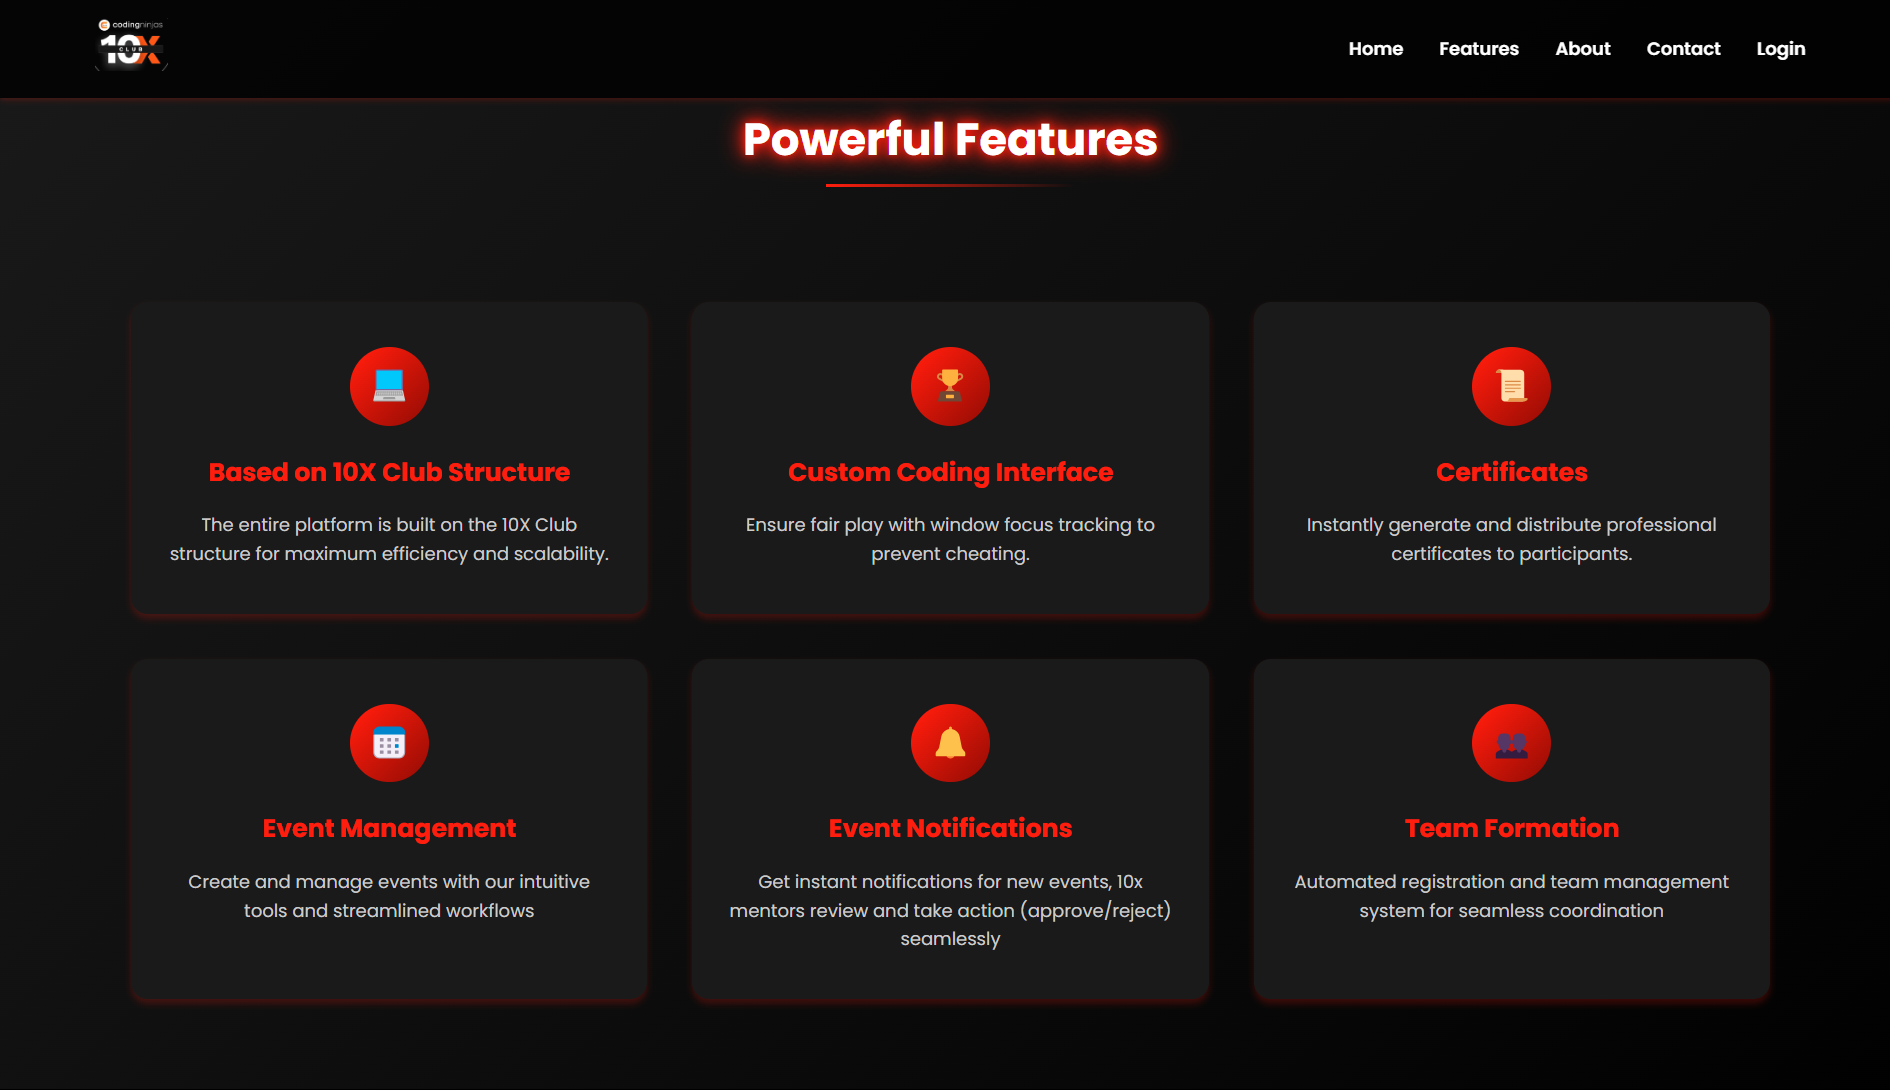 codingninjas
10X
CLUB
Home
Features
About
Contact
Login
Powerful Features
Based on 10X Club Structure
The entire platform is built on the 10X Club
structure for maximum efficiency and scalability.
Custom Coding Interface
Ensure fair play with window focus tracking to
prevent cheating.
Certificates
Instantly generate and distribute professional
certificates to participants.
Event Management
Create and manage events with our intuitive
tools and streamlined workflows
Event Notifications
Get instant notifications for new events, 10x
mentors review and take action (approve/reject)
seamlessly
Team Formation
Automated registration and team management
system for seamless coordination